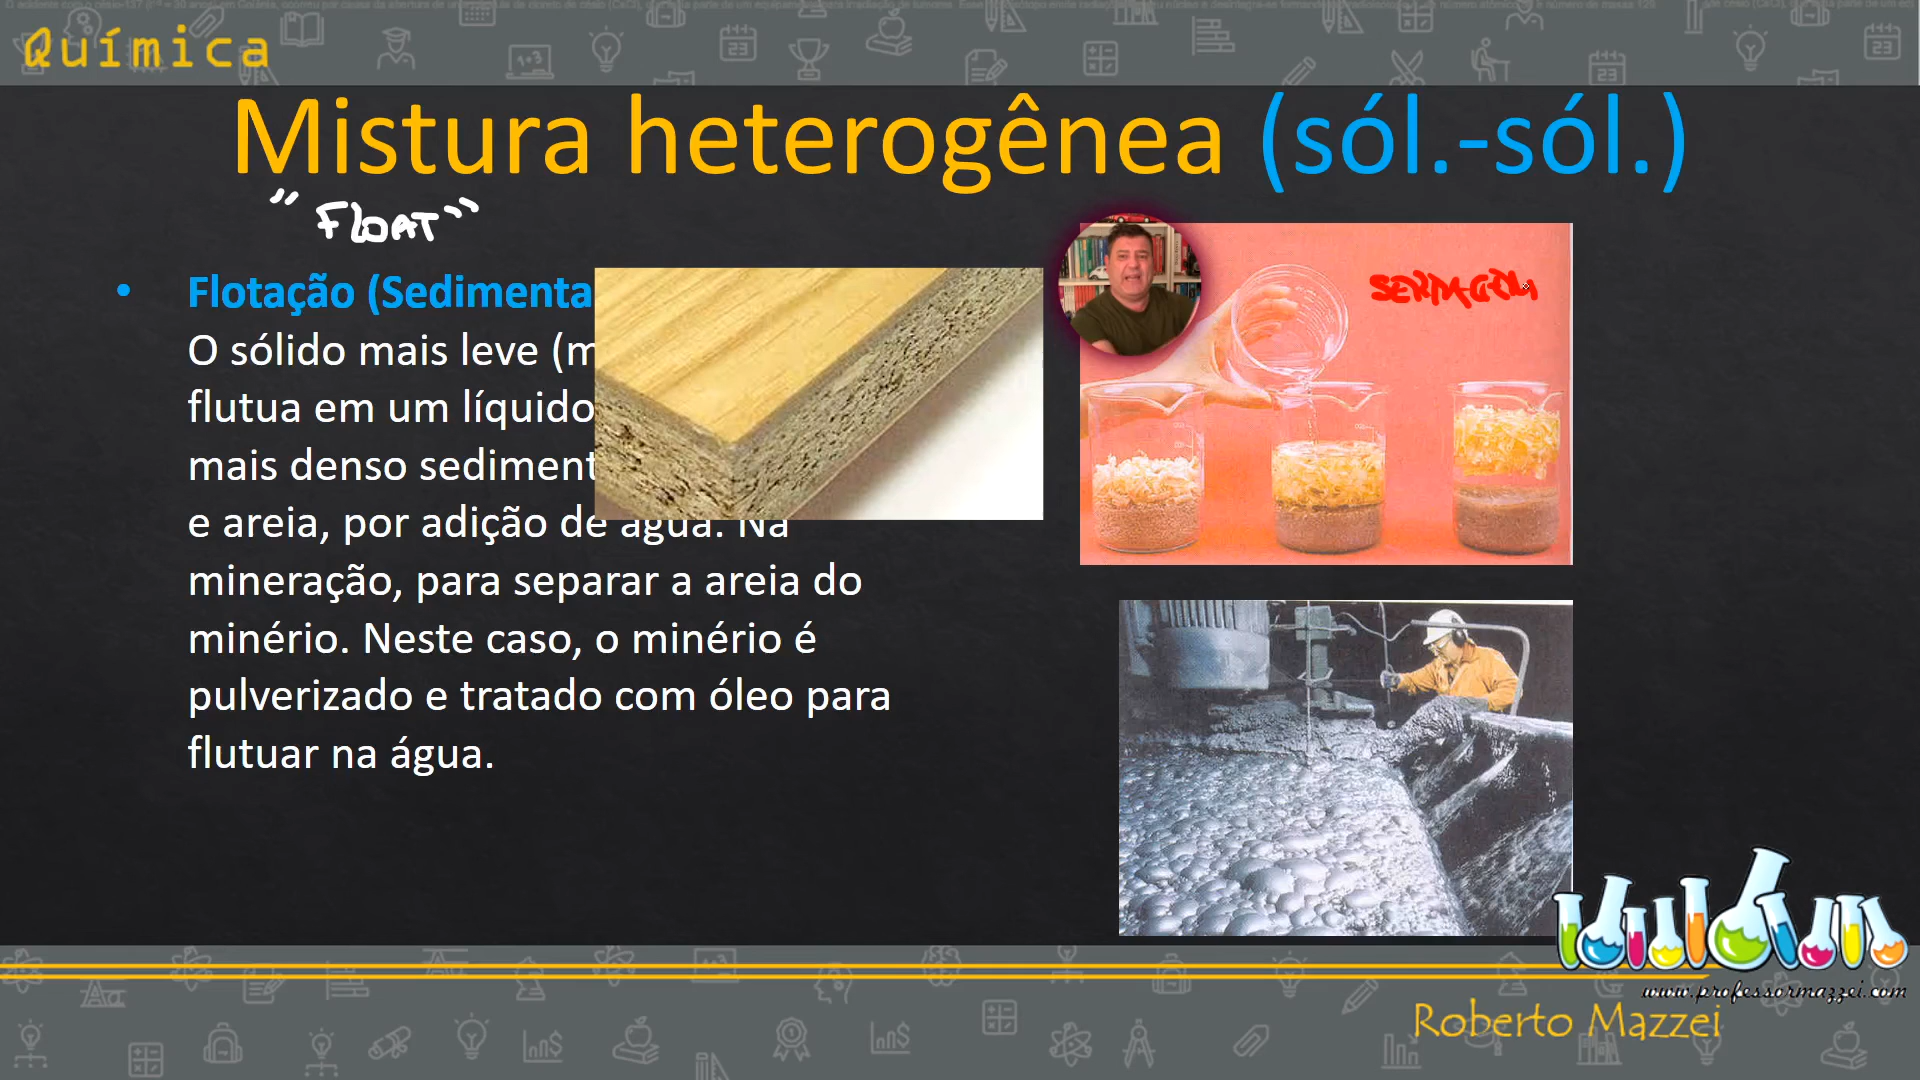 Química
Mistura heterogênea (sól.-sól.)
"FLOAT"
• Flotação (Sedimenta
O sólido mais leve (m
flutua em um líquido
mais denso sediment
e areia, por adição de água. Na
mineração, para separar a areia do
minério. Neste caso, o minério é
pulverizado e tratado com óleo para
flutuar na água.
www.professormazzei.com
Roberto Mazzei